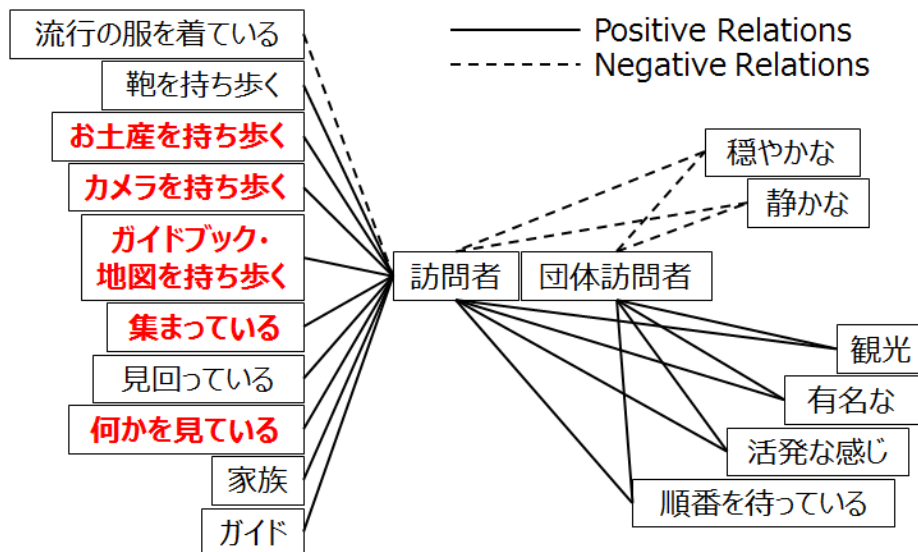 流行の服を着ている
鞄を持ち歩く
お土産を持ち歩く
カメラを持ち歩く
ガイドブック・
地図を持ち歩く
集まっている
見回っている
何かを見ている
家族
ガイド
Positive Relations
Negative Relations
穏やかな
静かな
訪問者
団体訪問者
観光
有名な
活発な感じ
順番を待っている